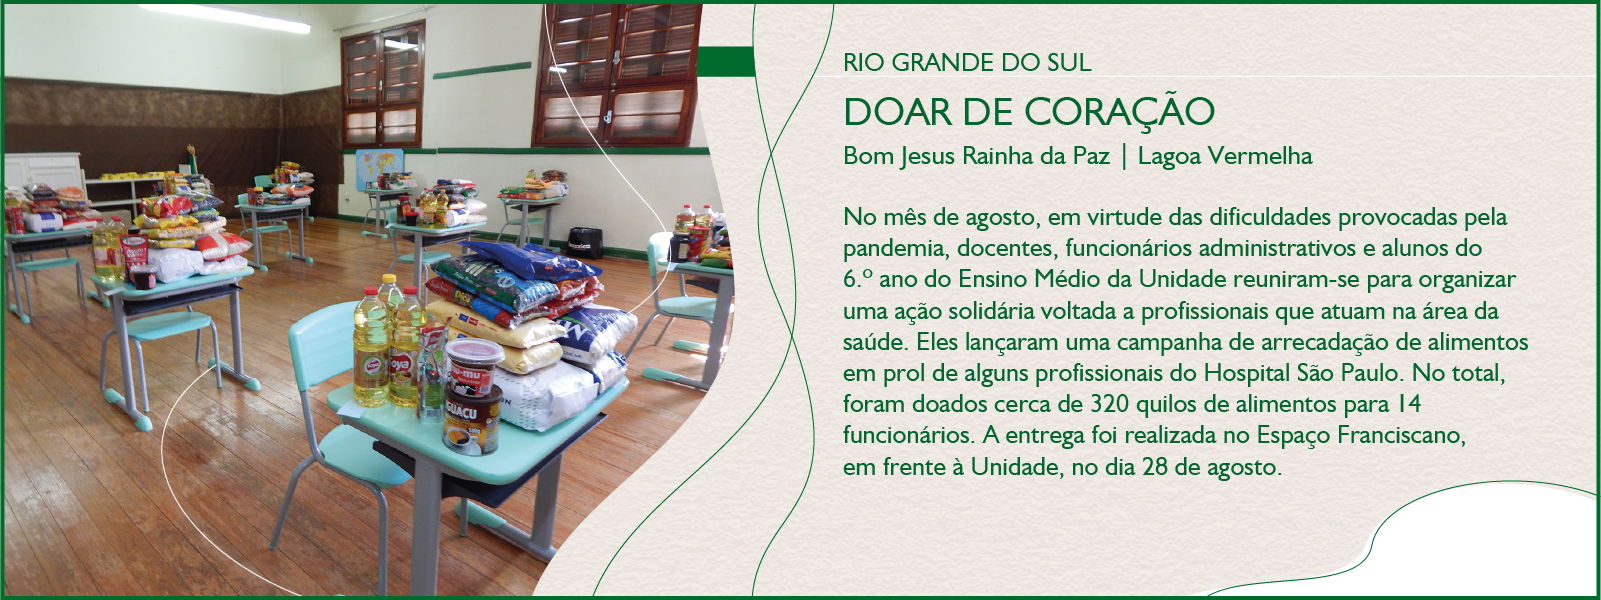 RIO GRANDE DO SUL
DOAR DE CORAÇÃO
Bom Jesus Rainha da Paz | Lagoa Vermelha
No mês de agosto, em virtude das dificuldades provocadas pela
pandemia, docentes, funcionários administrativos e alunos do
6.º ano do Ensino Médio da Unidade reuniram-se para organizar
uma ação solidária voltada a profissionais que atuam na área da
saúde. Eles lançaram uma campanha de arrecadação de alimentos
em prol de alguns profissionais do Hospital São Paulo. No total,
foram doados cerca de 320 quilos de alimentos para 14
funcionários. A entrega foi realizada no Espaço Franciscano,
em frente à Unidade, no dia 28 de agosto.